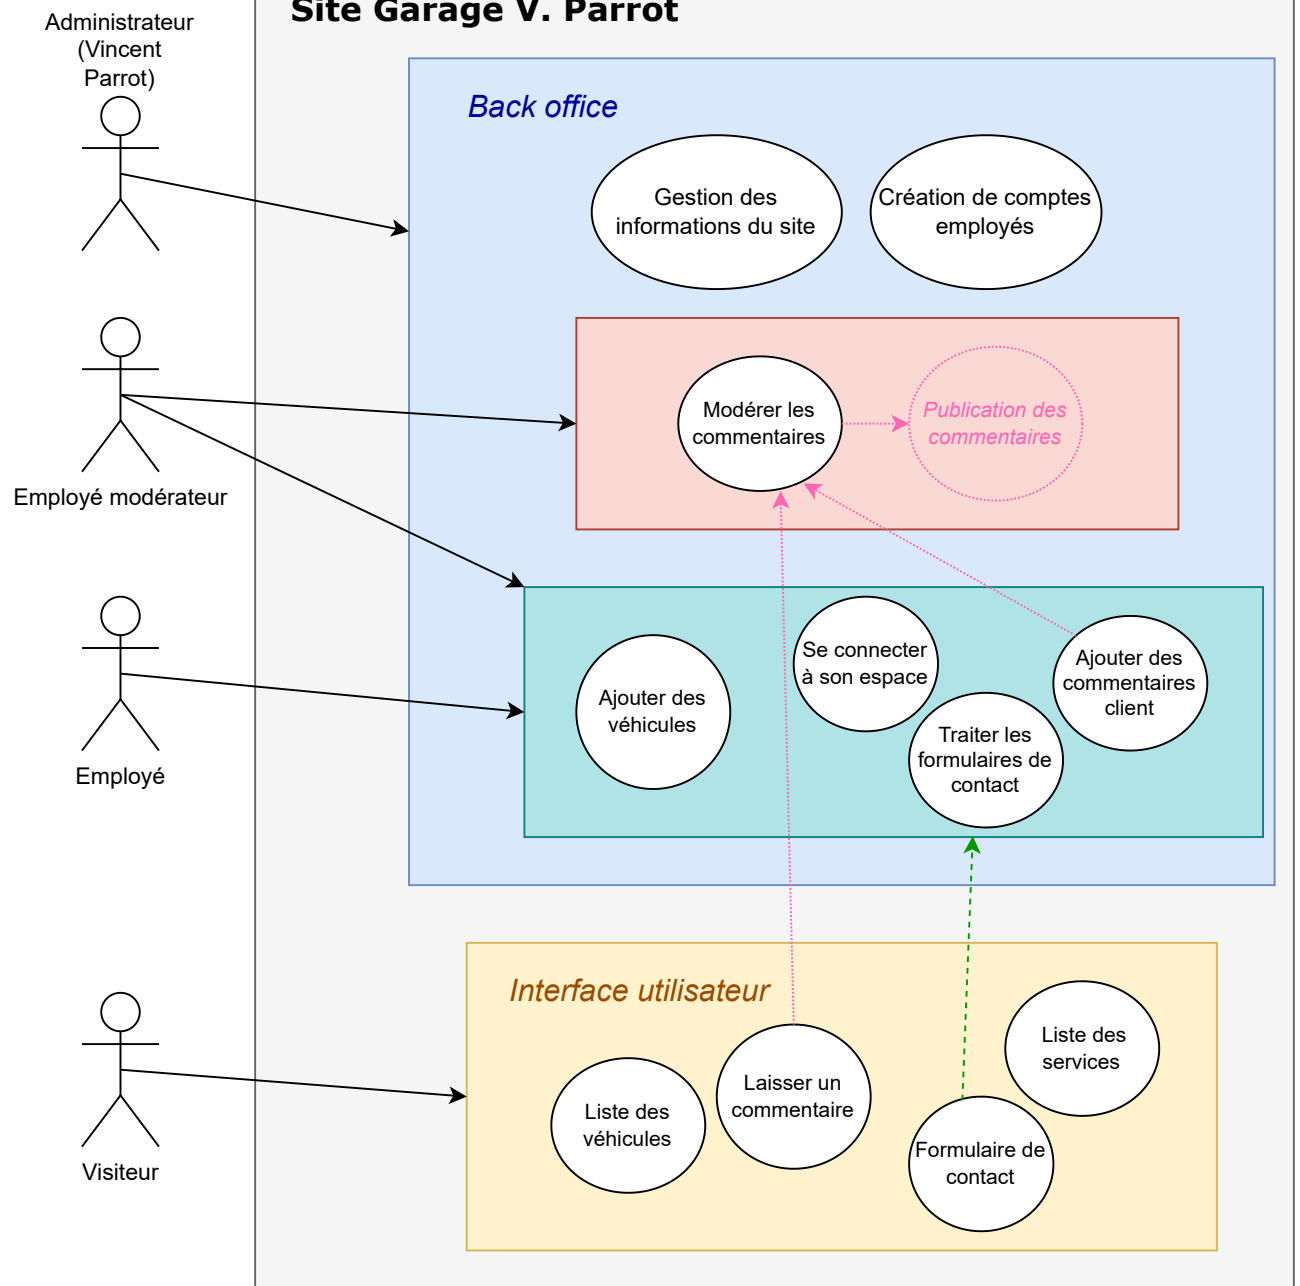 Site Garage V. Parrot
Administrateur
(Vincent
Parrot)
Back office
Gestion des
informations du site
Création de comptes
employés
Modérer les
commentaires
Publication des
commentaires
Employé modérateur
Ajouter des
véhicules
Se connecter
à son espace
Traiter les
formulaires de
contact
Ajouter des
commentaires
client
Employé
Interface utilisateur
Liste des
véhicules
Laisser un
commentaire
Formulaire de
contact
Liste des
services
Visiteur